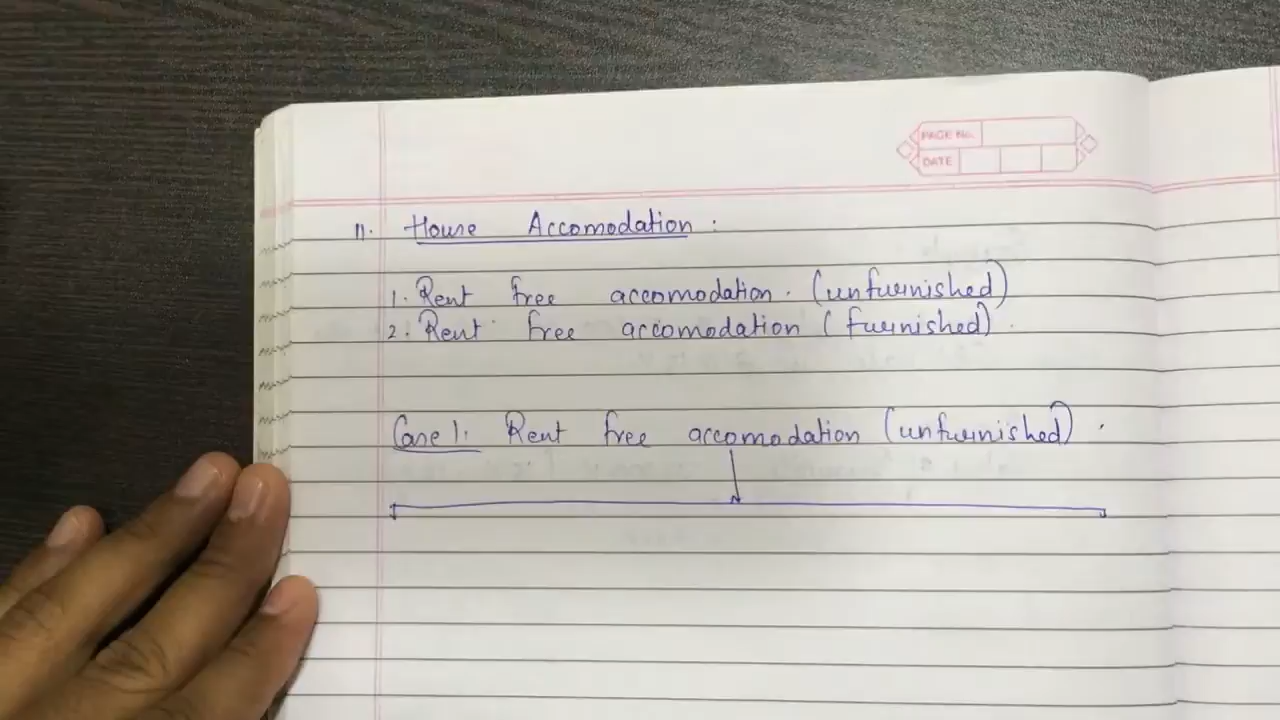 PAGE No.
DATE
11. House Accomodation :
1. Rent free accomodation. (unfurnished)
2. Rent free accomodation (furnished).
Case 1. Rent free accomodation (unfurnished).